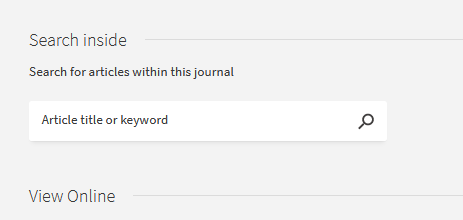 Search inside
Search for articles within this journal
Article title or keyword
View Online